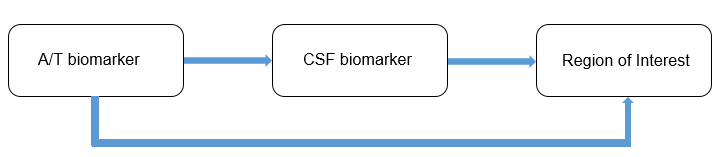 A/T biomarker
CSF biomarker
Region of Interest